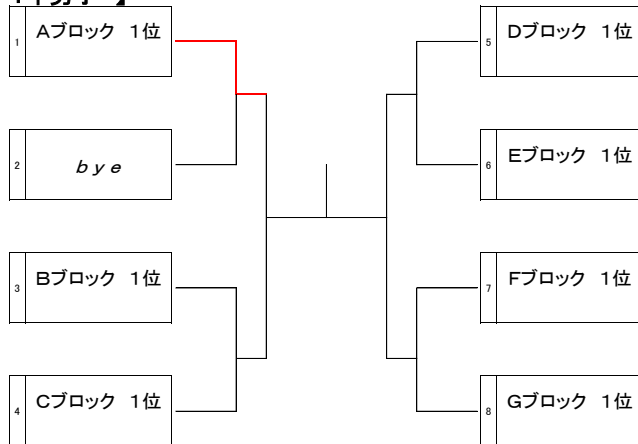 1
Aブロック 1位
2
bye
3
Bブロック 1位
4
Cブロック 1位
5
Dブロック 1位
6
Eブロック 1位
7
Fブロック 1位
8
Gブロック 1位